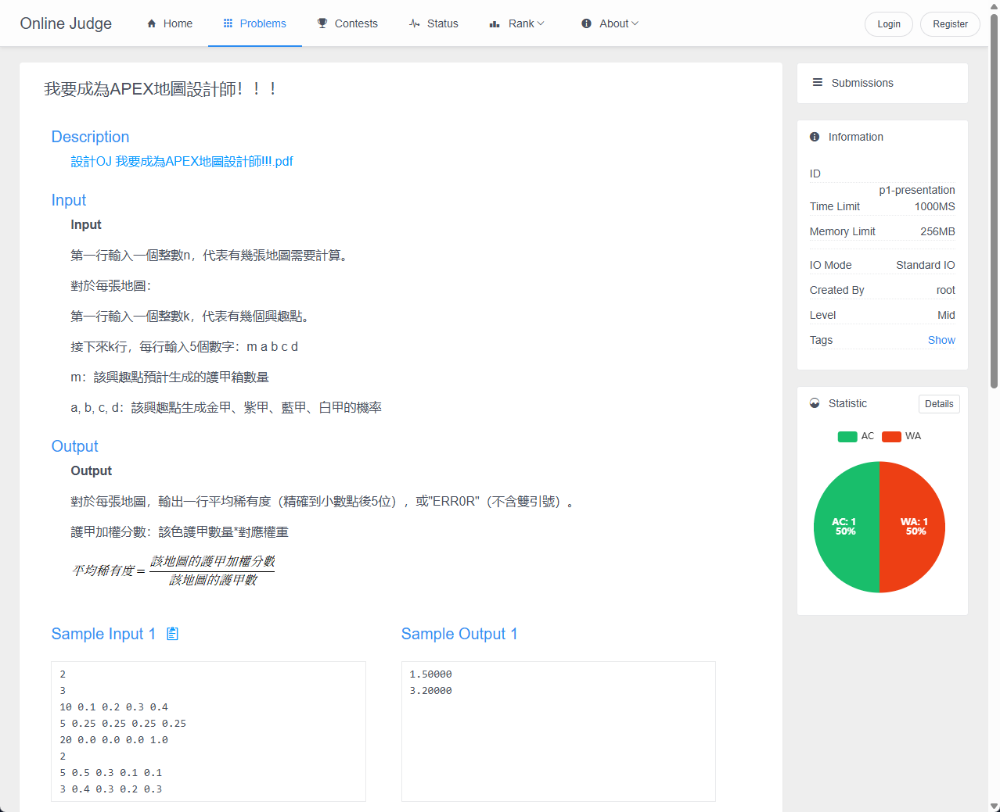 Online Judge
Home
Problems
Contests
Status
Rank
About
Login
Register
我要成為APEX地圖設計師！！！
Description
設計OJ 我要成為APEX地圖設計師!!!.pdf
Input
Input
第一行輸入一個整數n，代表有幾張地圖需要計算。
對於每張地圖：
第一行輸入一個整數k，代表有幾個興趣點。
接下來k行，每行輸入5個數字：m a b c d
m：該興趣點預計生成的護甲箱數量
a, b, c, d：該興趣點生成金甲、紫甲、藍甲、白甲的機率
Output
Output
對於每張地圖，輸出一行平均稀有度（精確到小數點後5位），或"ERR0R"（不含雙引號）。
護甲加權分數：該色護甲數量*對應權重
平均稀有度 = 該地圖的護甲加權分數
該地圖的護甲數
Sample Input 1
2
3
10 0.1 0.2 0.3 0.4
5 0.25 0.25 0.25 0.25
20 0.0 0.0 0.0 1.0
2
5 0.5 0.3 0.1 0.1
3 0.4 0.3 0.2 0.3
Sample Output 1
1.50000
3.20000
Submissions
Information
ID
p1-presentation
Time Limit 1000MS
Memory Limit 256MB
IO Mode Standard IO
Created By root
Level Mid
Tags Show
Statistic
Details
AC WA
AC: 1
50%
WA: 1
50%